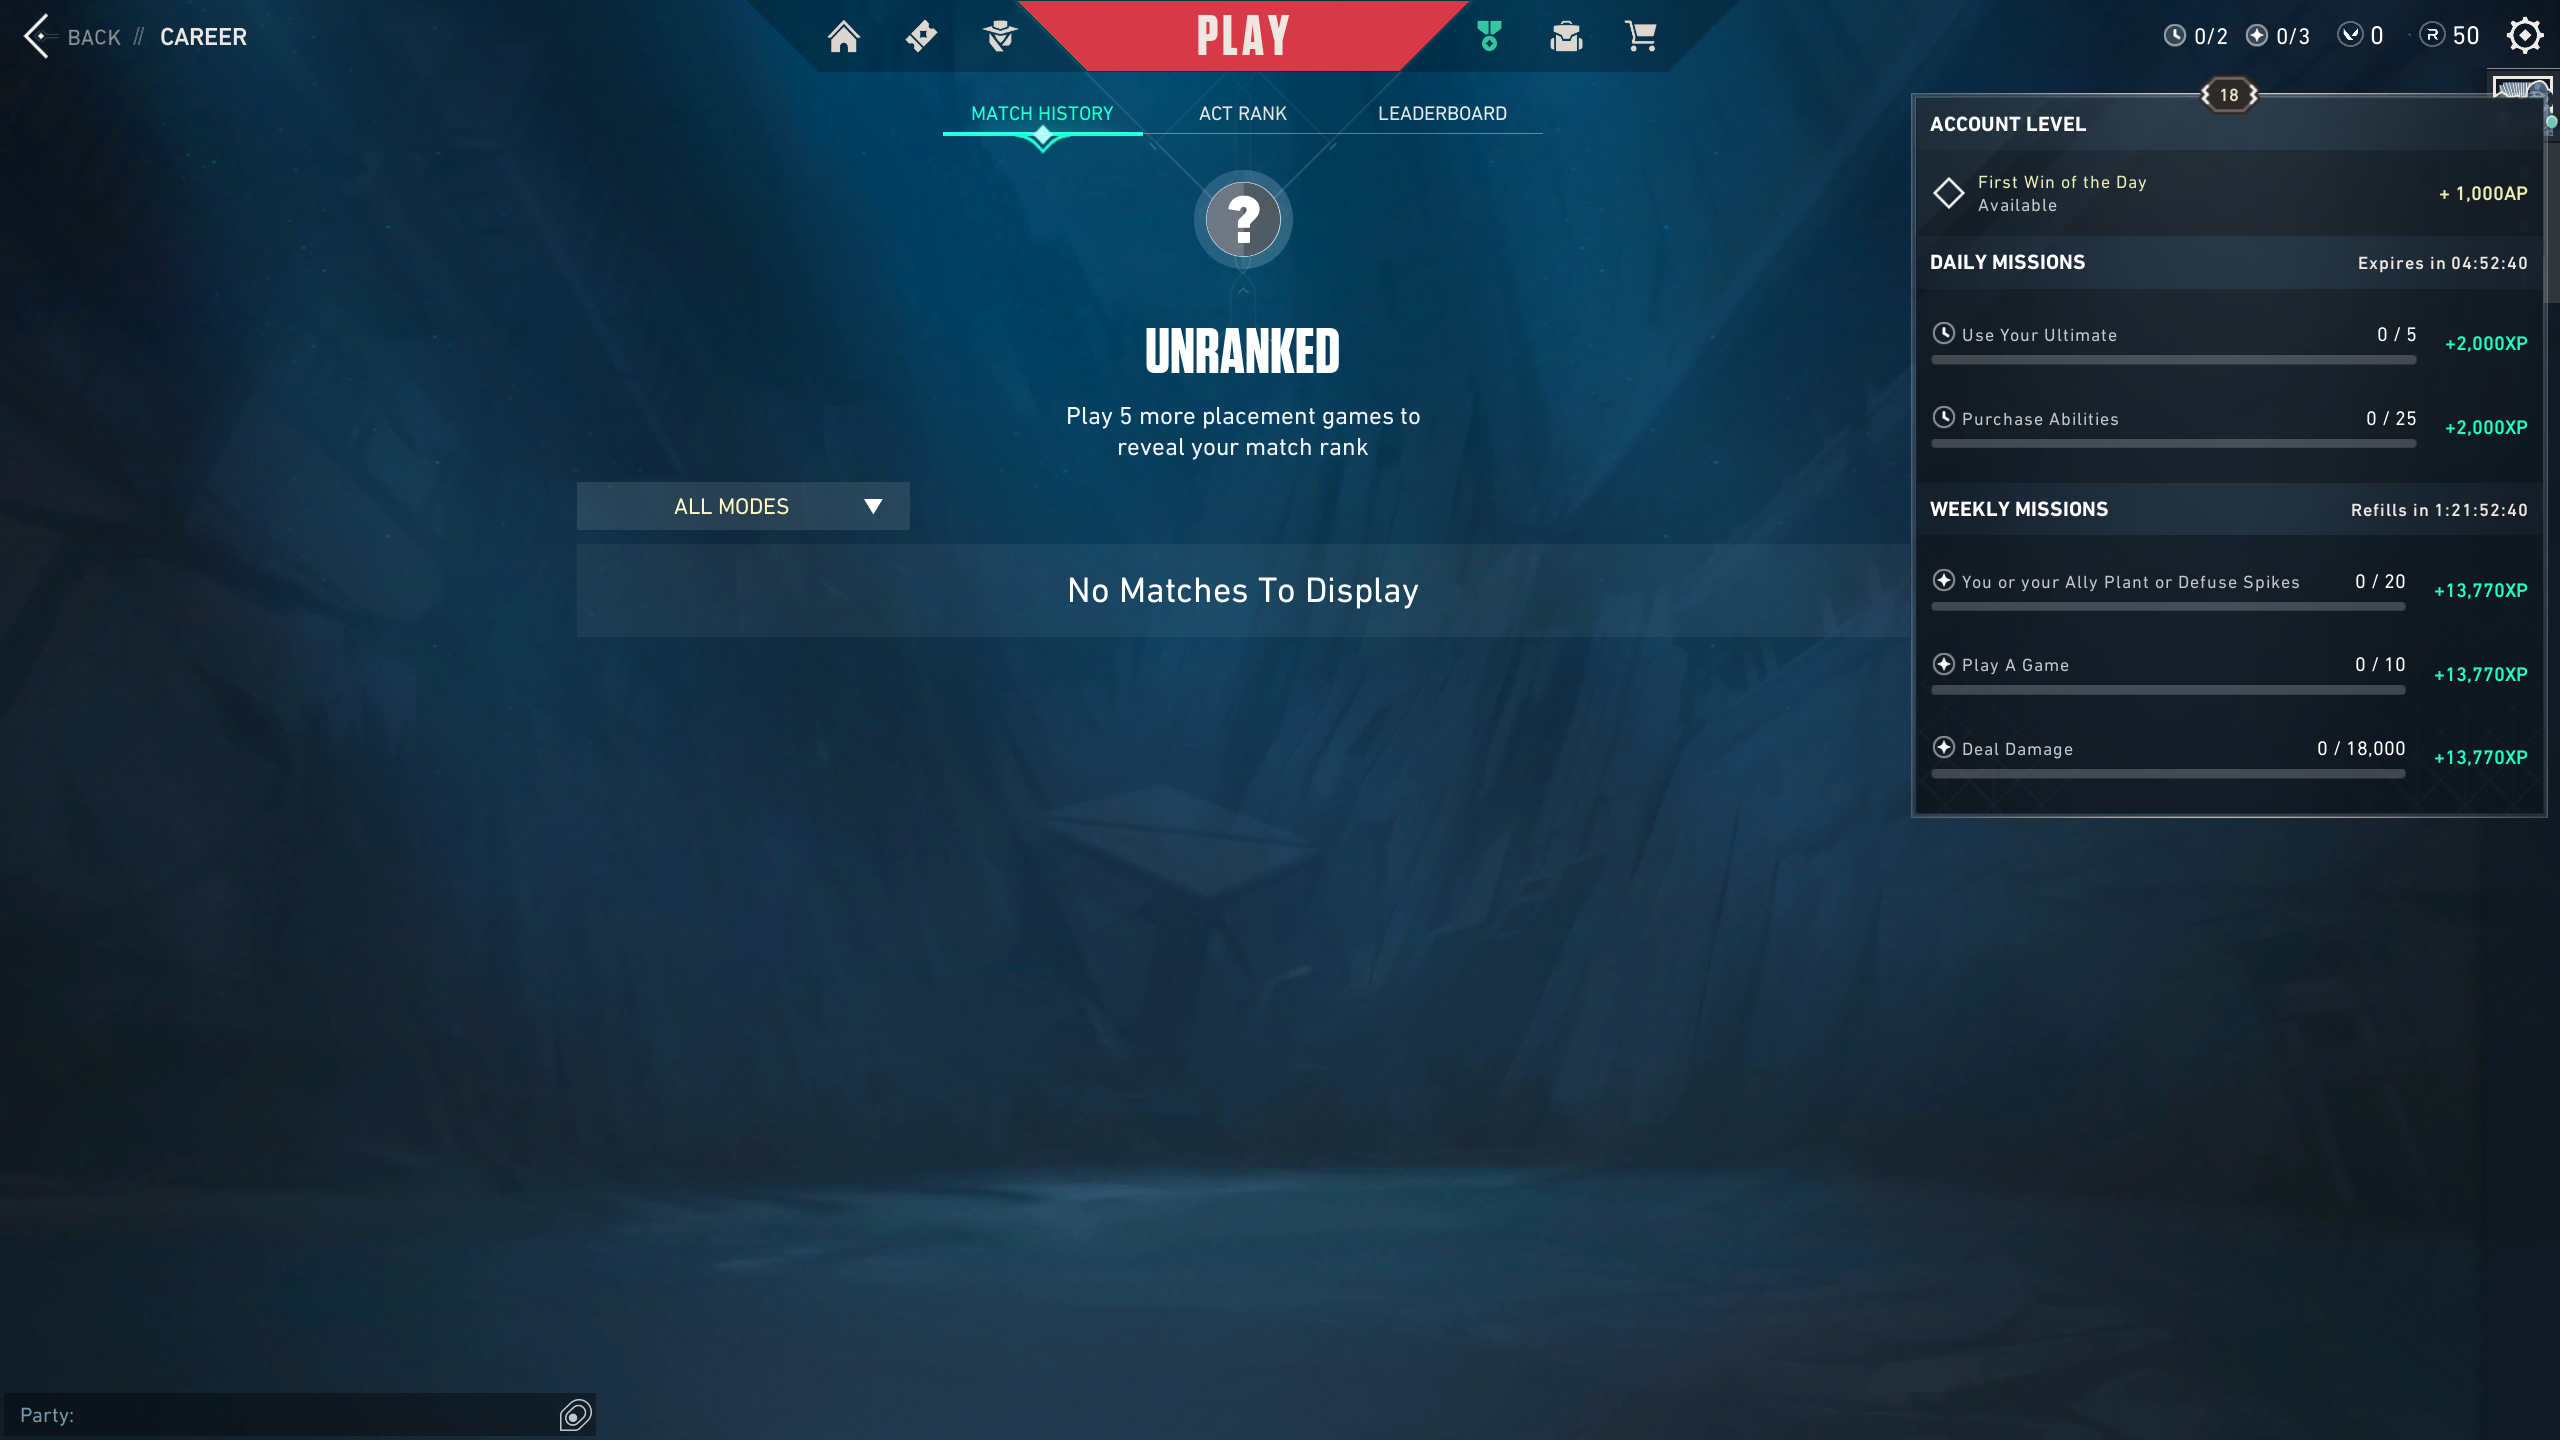 BACK // CAREER
PLAY
0/2
0/3
0
R 50
MATCH HISTORY
ACT RANK
LEADERBOARD
?
UNRANKED
Play 5 more placement games to
reveal your match rank
ALL MODES
No Matches To Display
18
ACCOUNT LEVEL
First Win of the Day
Available
+ 1,000AP
DAILY MISSIONS
Expires in 04:52:40
Use Your Ultimate
0 / 5
+2,000XP
Purchase Abilities
0 / 25
+2,000XP
WEEKLY MISSIONS
Refills in 1:21:52:40
You or your Ally Plant or Defuse Spikes
0 / 20
+13,770XP
Play A Game
0 / 10
+13,770XP
Deal Damage
0 / 18,000
+13,770XP
Party: